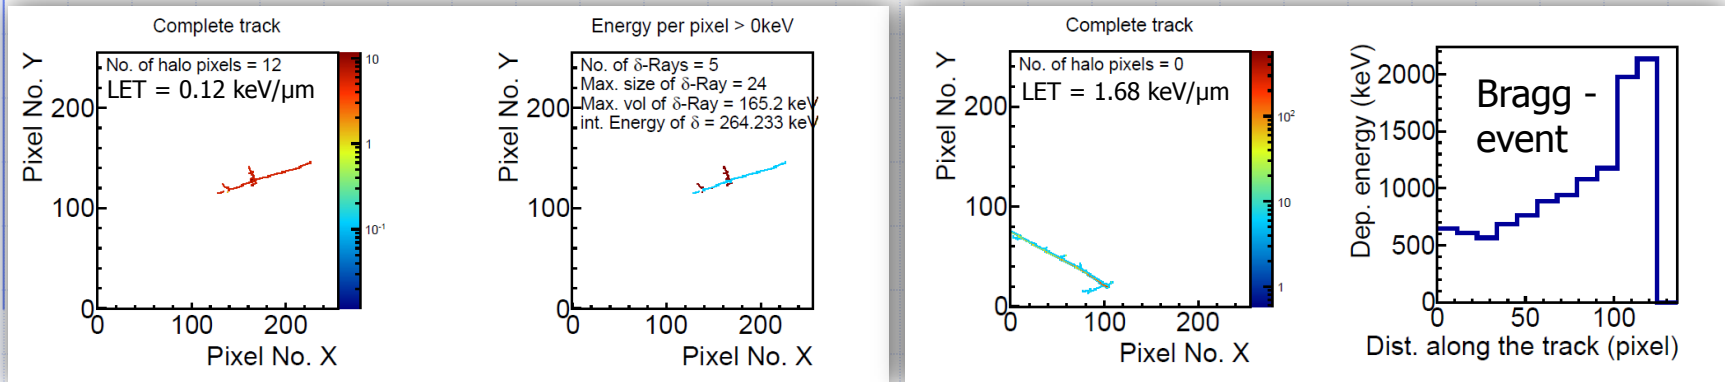 Complete track
No. of halo pixels = 12
LET = 0.12 keV/μm
Pixel No. Y
200
100
0
0
100
200
Pixel No. X
10
1
10⁻¹
Energy per pixel > 0keV
No. of δ-Rays = 5
Max. size of δ-Ray = 24
Max. vol of δ-Ray = 165.2 keV
int. Energy of δ = 264.233 keV
Pixel No. Y
200
100
0
0
100
200
Pixel No. X
Complete track
No. of halo pixels = 0
LET = 1.68 keV/μm
Pixel No. Y
200
100
0
0
100
200
Pixel No. X
10²
10
1
Bragg -
event
Dep. energy (keV)
2000
1500
1000
500
0
0
50
100
Dist. along the track (pixel)